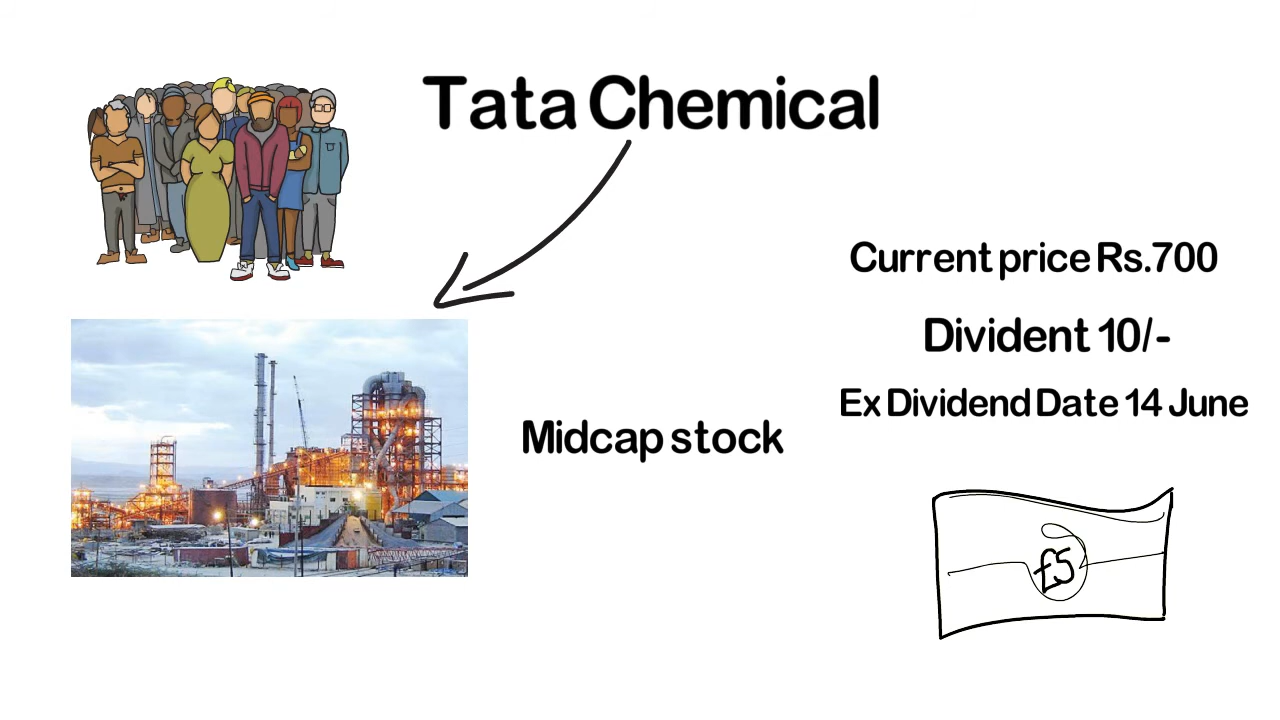 Tata Chemical
Current price Rs.700
Divident 10/-
Ex Dividend Date 14 June
Midcap stock
£5